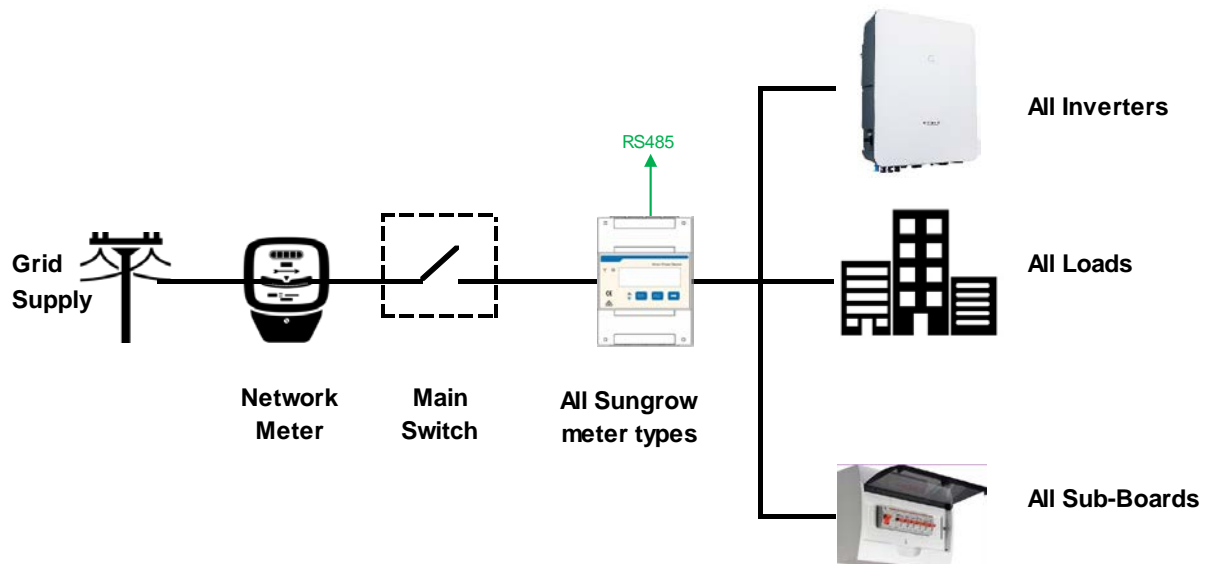 RS485
All Inverters
All Loads
All Sub-Boards
Grid
Supply
Network
Meter
Main
Switch
All Sungrow
meter types